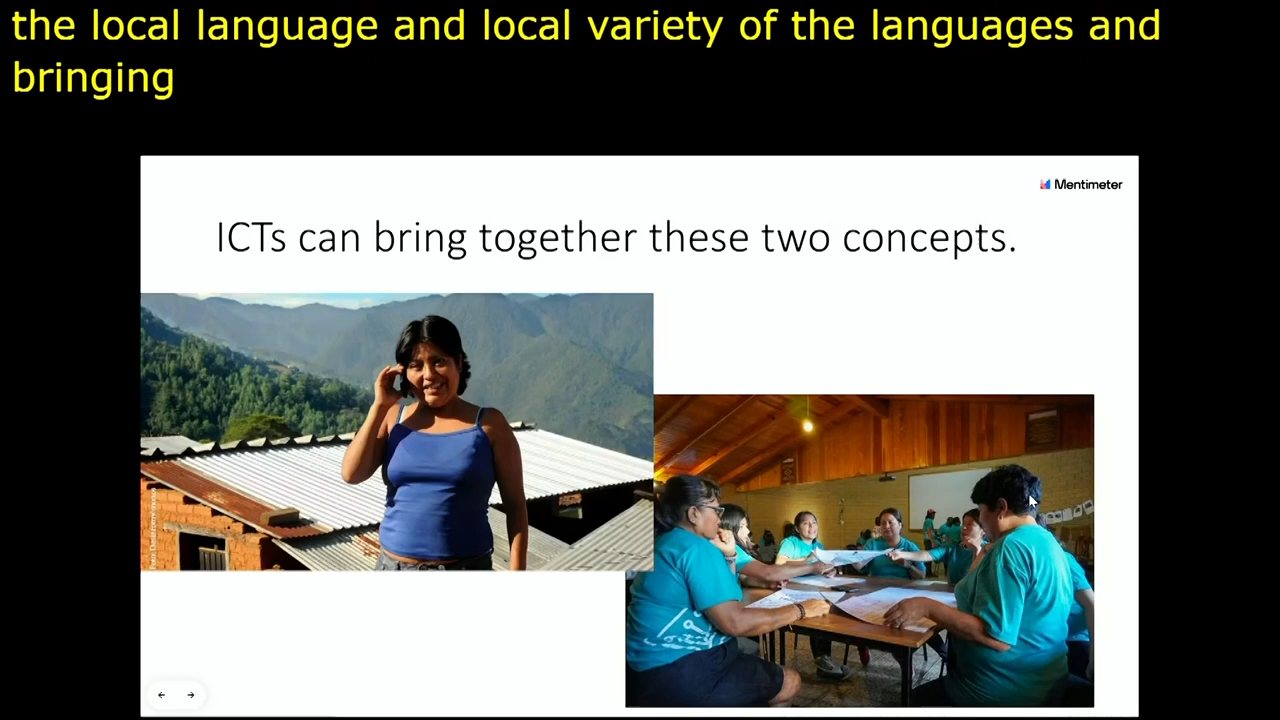 the local language and local variety of the languages and
bringing
Mentimeter
ICTs can bring together these two concepts.